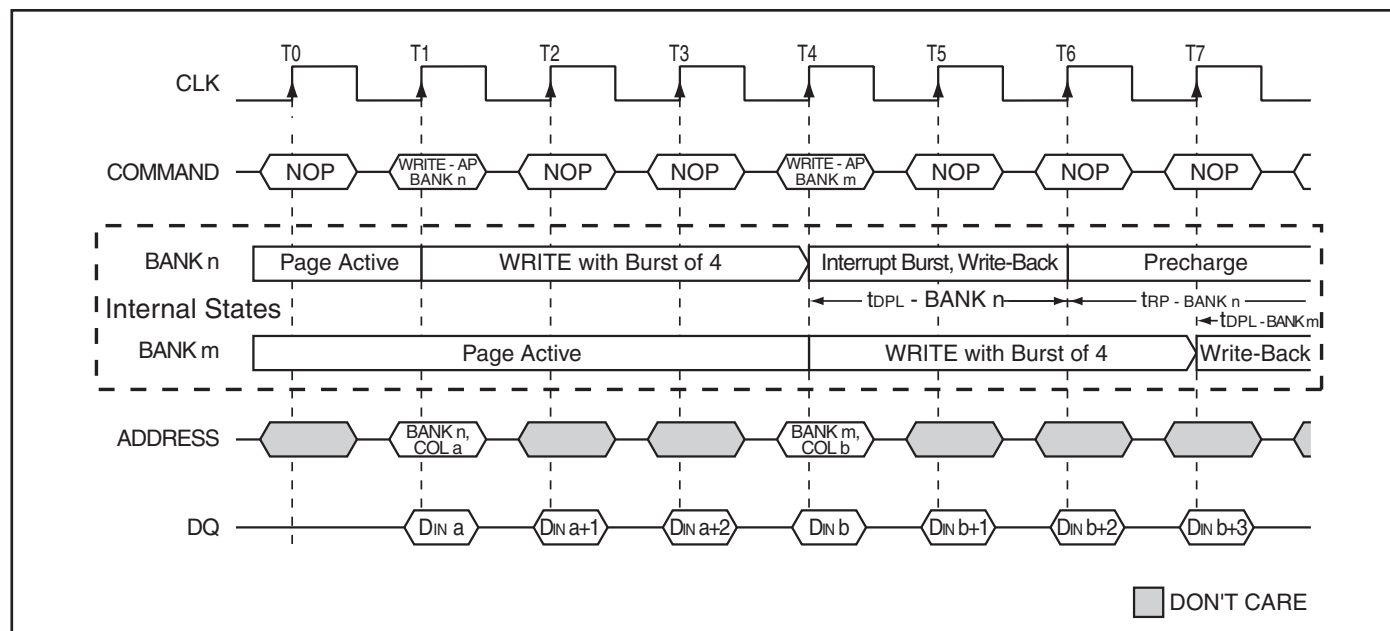 T0 T1 T2 T3 T4 T5 T6 T7
CLK
COMMAND NOP WRITE - AP BANK n NOP NOP WRITE - AP BANK m NOP NOP NOP
BANK n Page Active WRITE with Burst of 4 Interrupt Burst, Write-Back Precharge
tDPL - BANK n tRP - BANK n
Internal States
tDPL - BANK m
BANK m Page Active WRITE with Burst of 4 Write-Back
ADDRESS BANK n, COL a BANK m, COL b
DQ DIN a DIN a+1 DIN a+2 DIN b DIN b+1 DIN b+2 DIN b+3
DON'T CARE